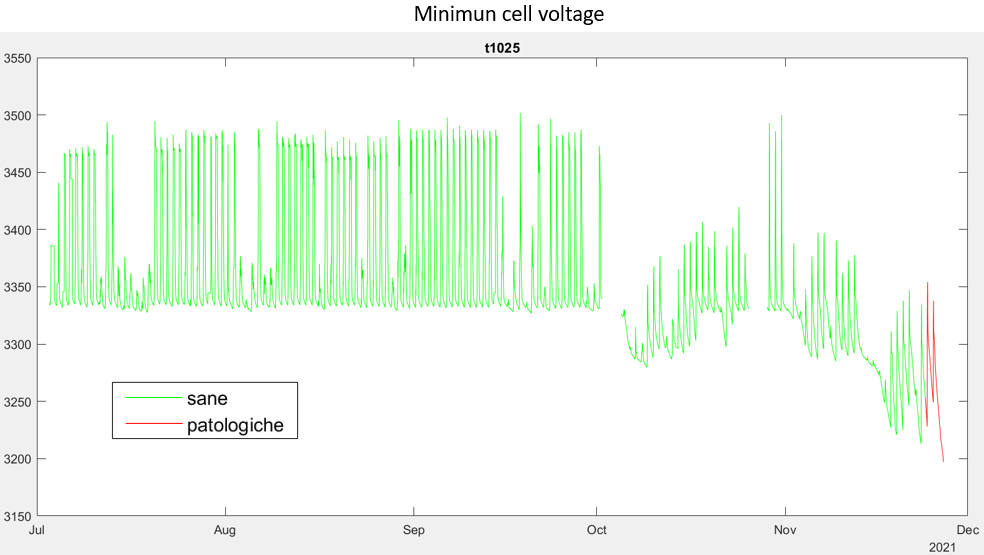 Minimun cell voltage
t1025
3550
3500
3450
3400
3350
3300
3250
3200
3150
sane
patologiche
Jul Aug Sep Oct Nov Dec
2021